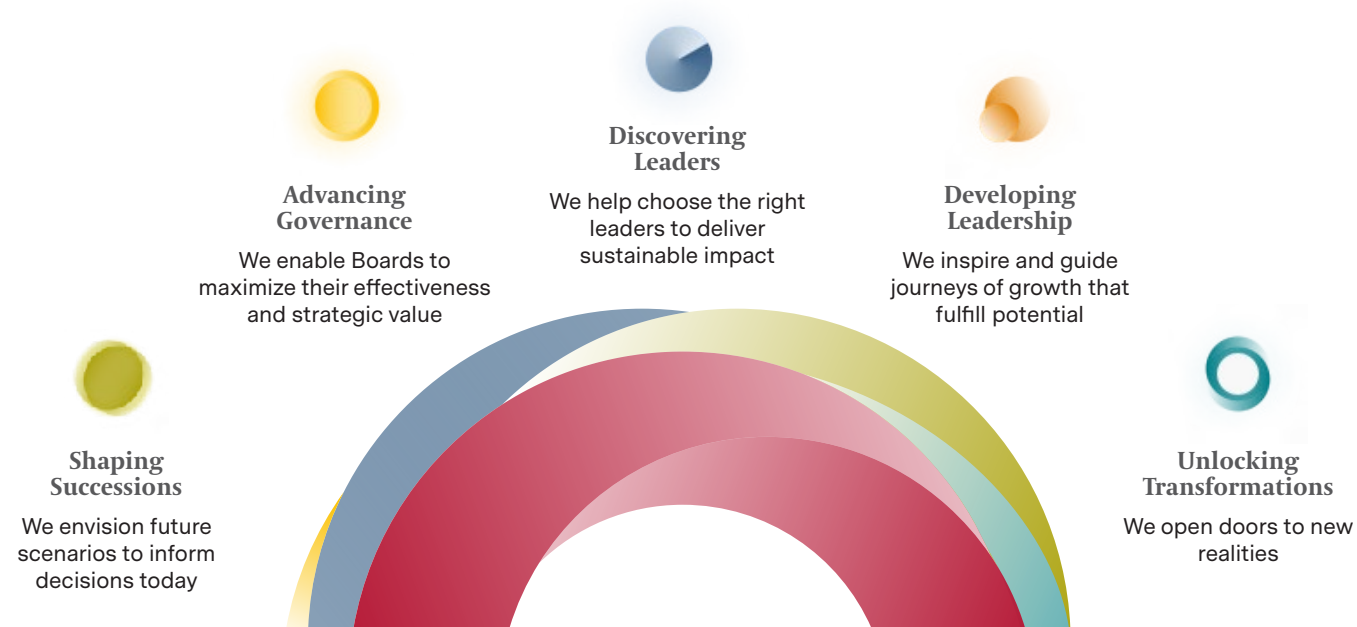 Discovering
Leaders
We help choose the right
leaders to deliver
sustainable impact
Advancing
Governance
We enable Boards to
maximize their effectiveness
and strategic value
Developing
Leadership
We inspire and guide
journeys of growth that
fulfill potential
Shaping
Successions
We envision future
scenarios to inform
decisions today
Unlocking
Transformations
We open doors to new
realities